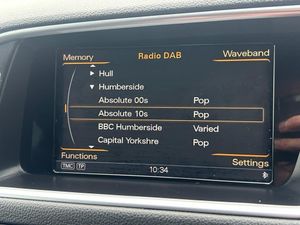 Memory Radio DAB Waveband
Hull
Humberside
Absolute 00s Pop
Absolute 10s Pop
BBC Humberside Varied
Capital Yorkshre Pop
Functions Settings
TMC TP 10:34